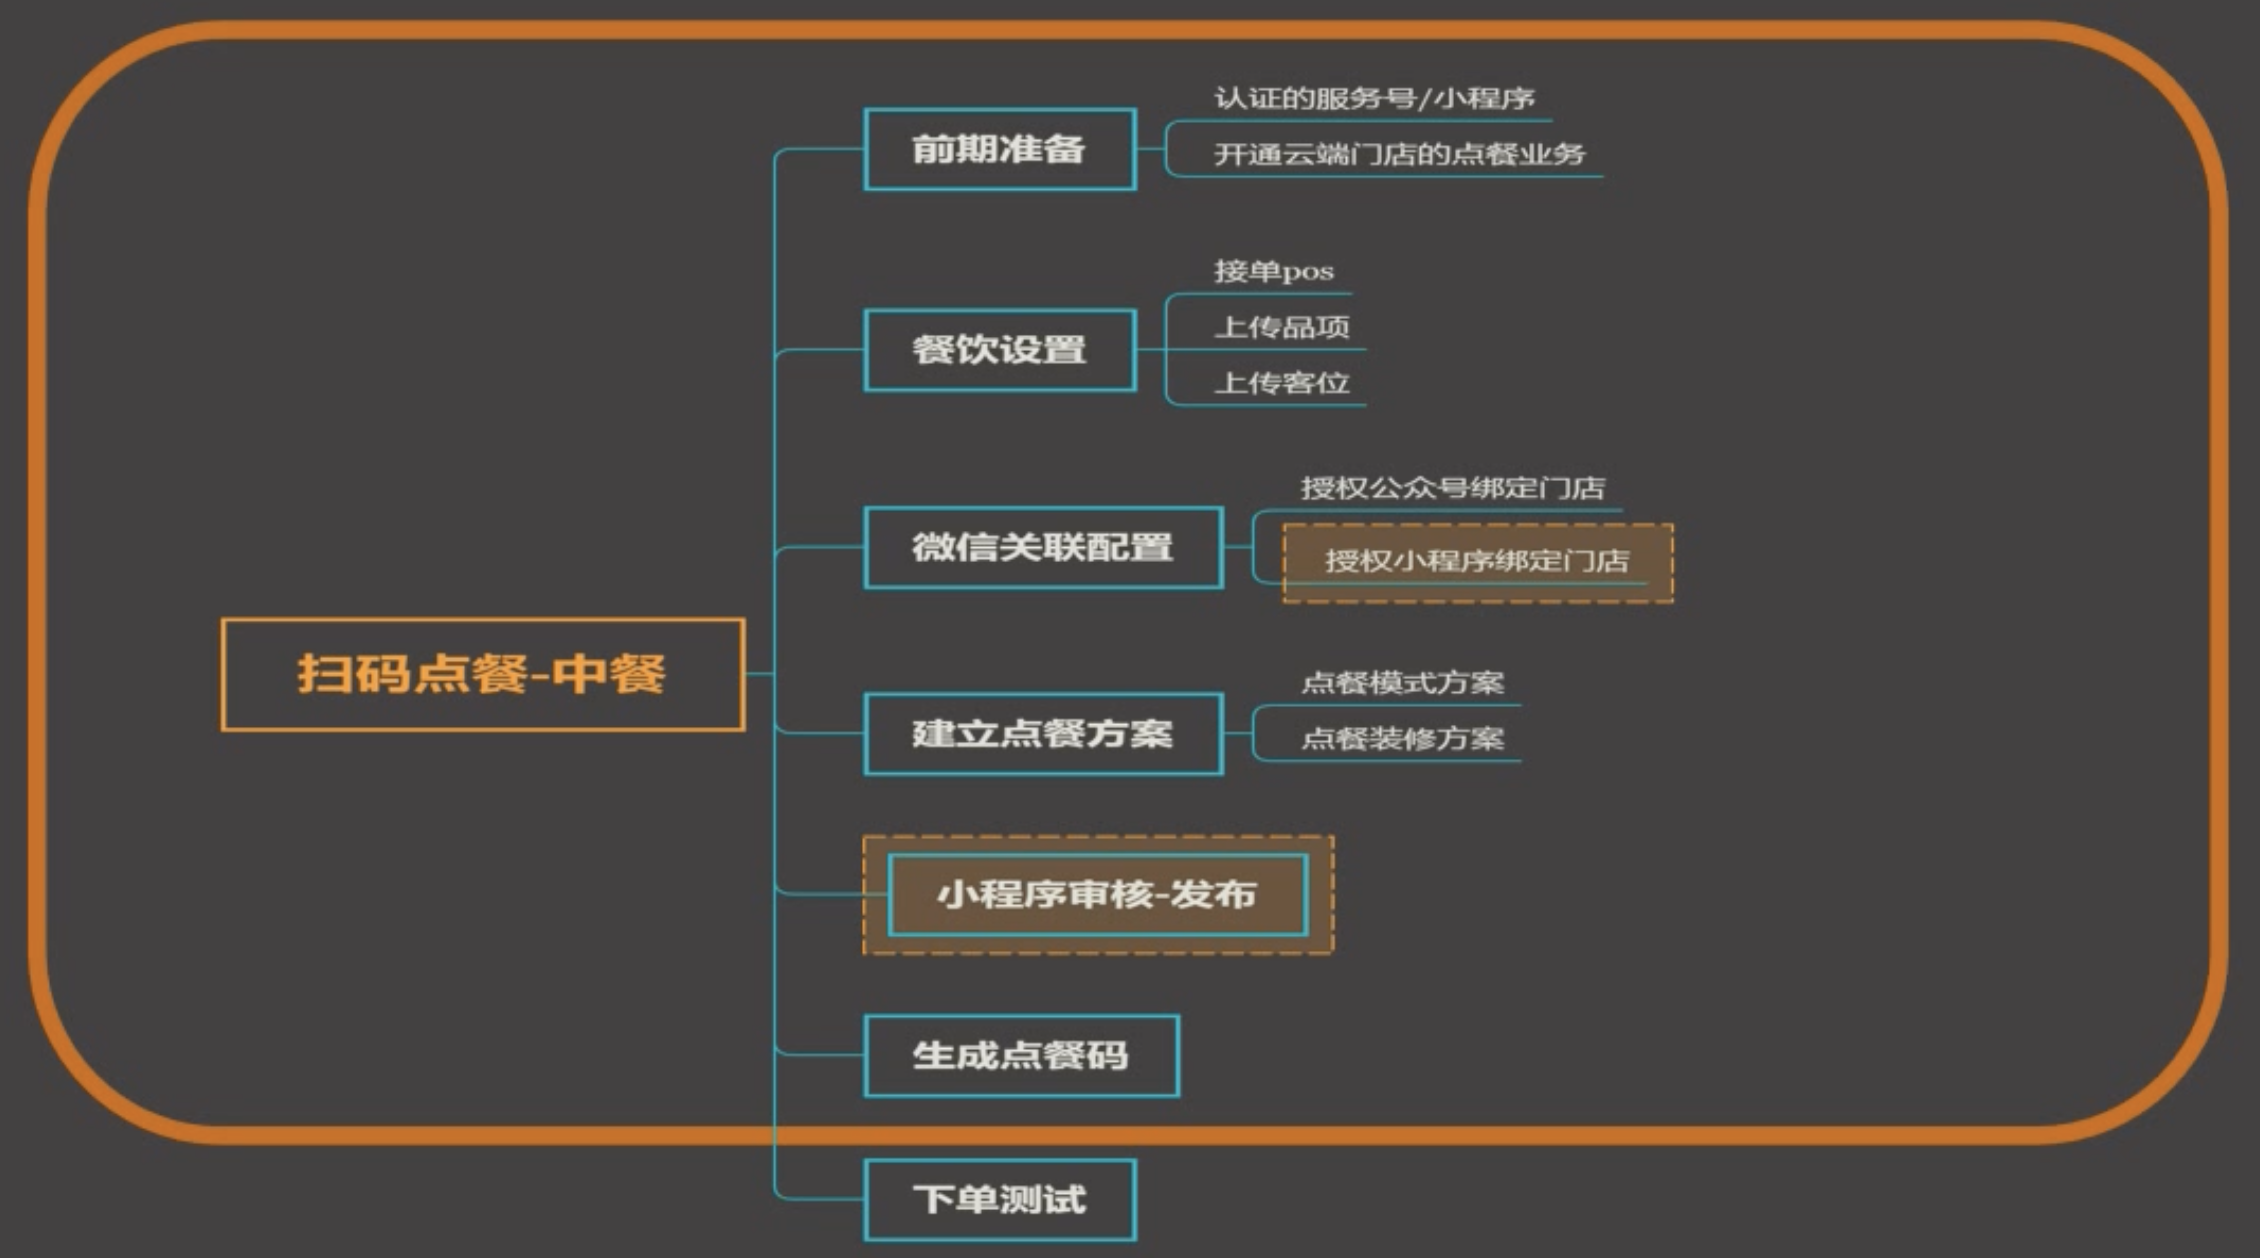 前期准备
认证的服务号/小程序
开通云端门店的点餐业务
餐饮设置
接单pos
上传品项
上传客位
微信关联配置
授权公众号绑定门店
授权小程序绑定门店
扫码点餐-中餐
建立点餐方案
点餐模式方案
点餐装修方案
小程序审核-发布
生成点餐码
下单测试